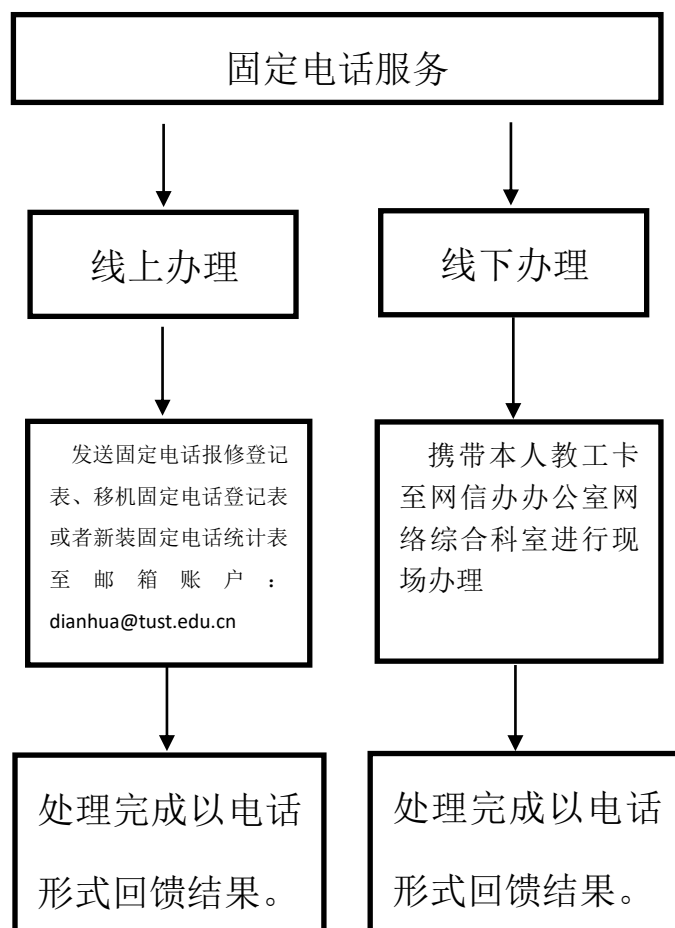 固定电话服务
线上办理
线下办理
发送固定电话报修登记
表、移机固定电话登记表
或者新装固定电话统计表
至邮箱账户：
dianhua@tust.edu.cn
携带本人教工卡
至网信办办公室网
络综合科室进行现
场办理
处理完成以电话
形式回馈结果。
处理完成以电话
形式回馈结果。